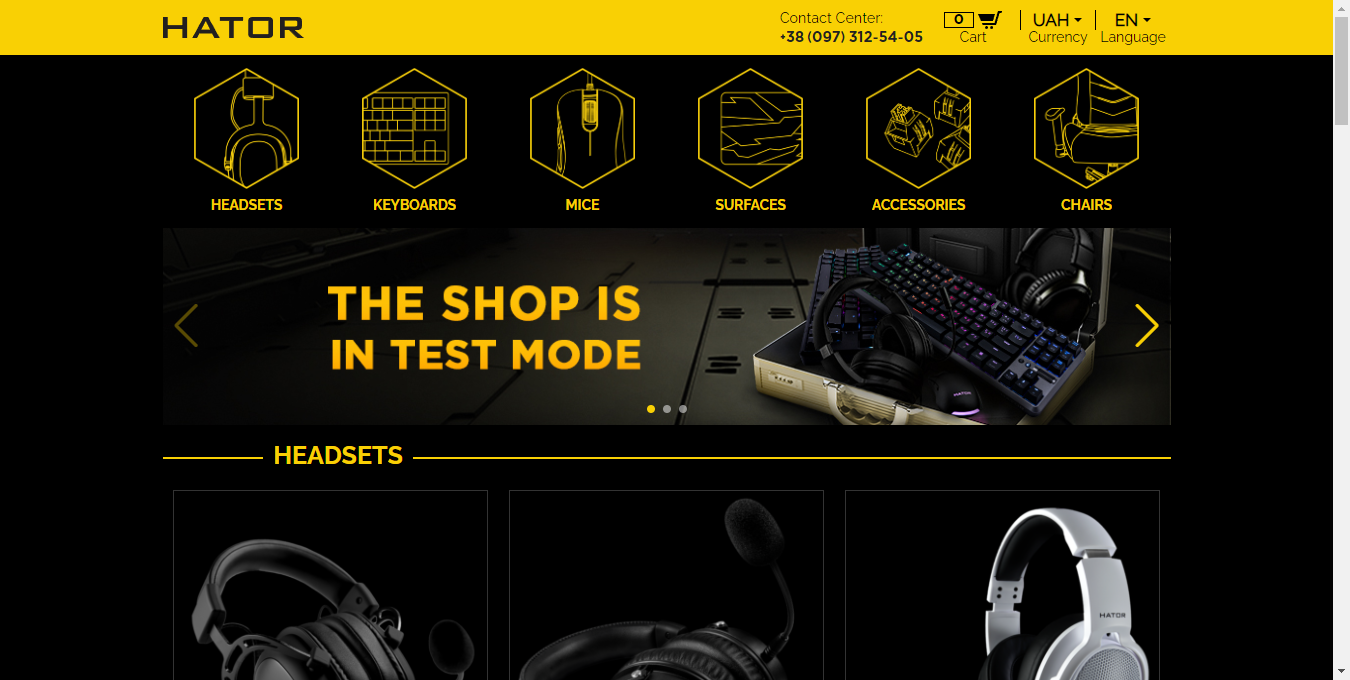 HATOR
Contact Center:
+38 (097) 312-54-05
0
Cart
UAH
Currency
EN
Language
HEADSETS
KEYBOARDS
MICE
SURFACES
ACCESSORIES
CHAIRS
THE SHOP IS
IN TEST MODE
HATOR
HEADSETS
HATOR